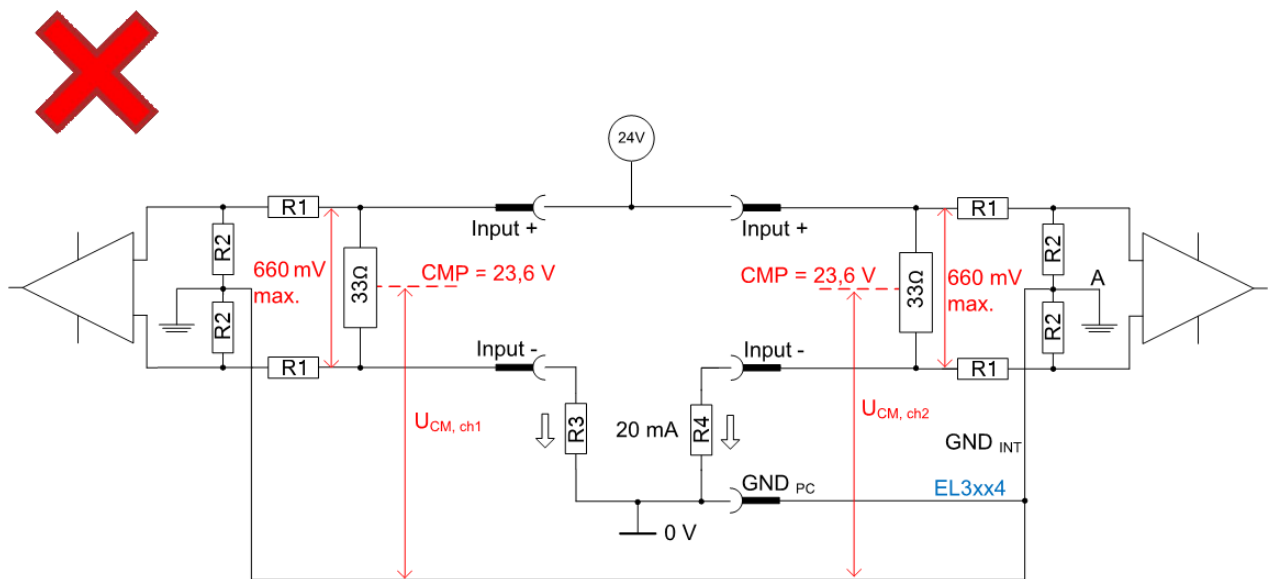 24V
R1
R1
Input +
Input +
R2
R2
660 mV
max.
33Ω
CMP = 23,6 V
CMP = 23,6 V
33Ω
660 mV
max.
A
R2
R2
Input -
Input -
R1
R1
UCM, ch1
R3
20 mA
R4
UCM, ch2
GND INT
GND PC
EL3xx4
0 V